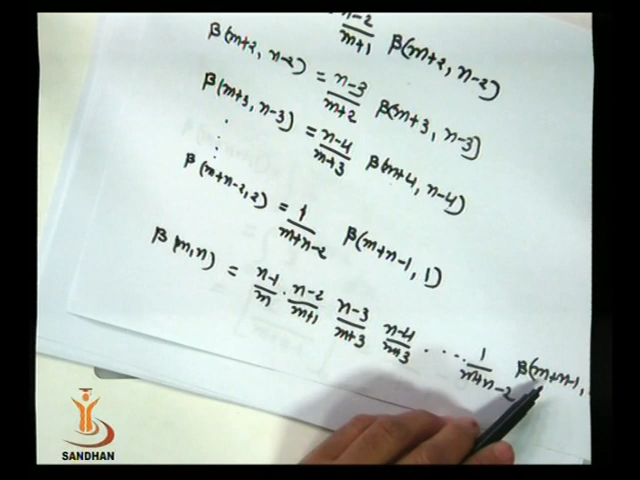 n-2/m+1 β(m+2, n-2)
β(m+2, n-2) = n-3/m+2 β(m+3, n-3)
β(m+3, n-3) = n-4/m+3 β(m+4, n-4)
β(m+n-2, 2) = 1/m+n-2 β(m+n-1, 1)
β(m,n) = n-1/m · n-2/m+1 n-3/m+3 n-4/m+3 ..... 1/m+n-2 β(m+n-1,
SANDHAN